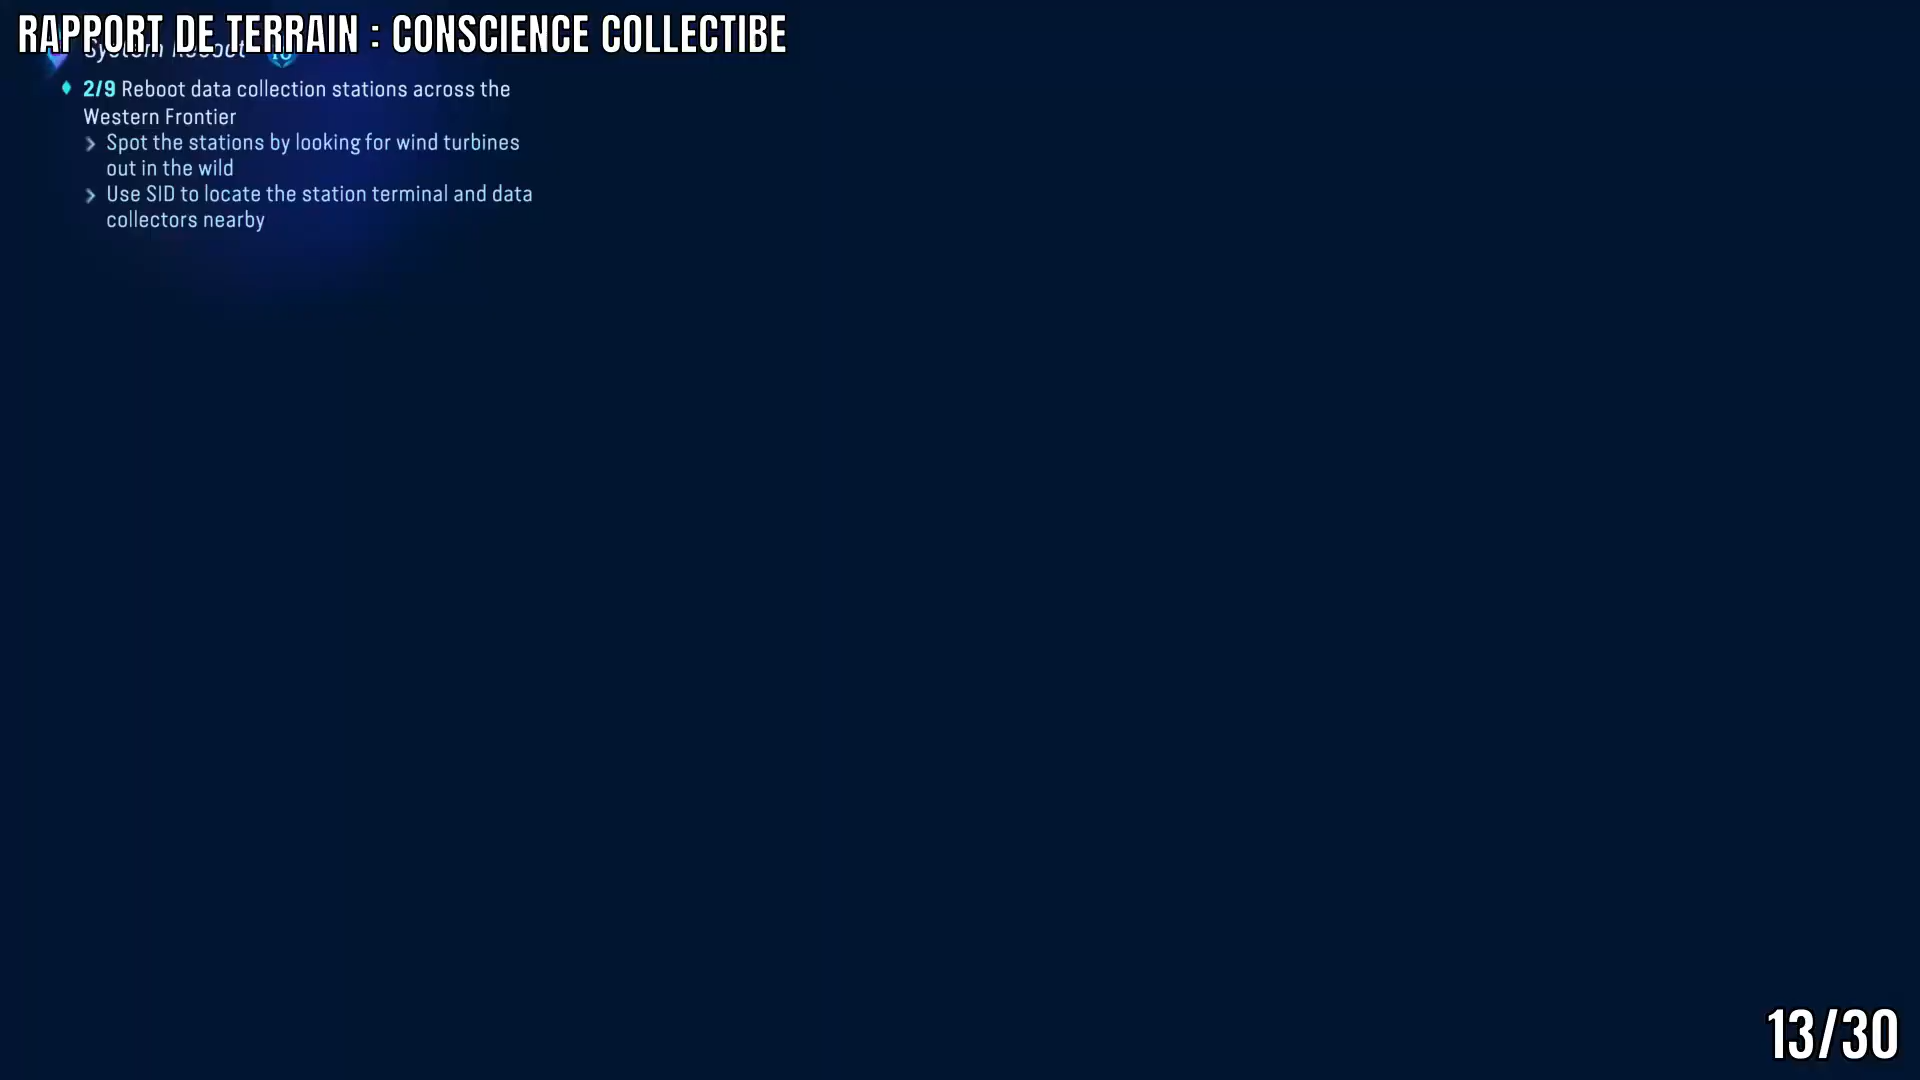 RAPPORT DE TERRAIN : CONSCIENCE COLLECTIBE
System Reboot
2/9 Reboot data collection stations across the
Western Frontier
Spot the stations by looking for wind turbines
out in the wild
Use SID to locate the station terminal and data
collectors nearby
13/30